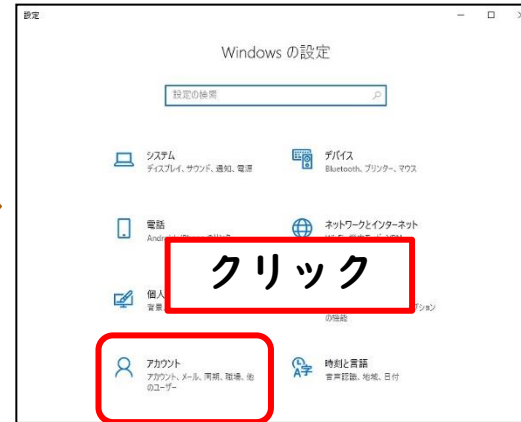 設定
Windows の設定
設定の検索
システム
ディスプレイ、サウンド、通知、電源
デバイス
Bluetooth、プリンター、マウス
電話
ネットワークとインターネット
クリック
個人
背景
の機能
アカウント
アカウント、メール、同期、職場、他
のユーザー
時刻と言語
音声認識、地域、日付